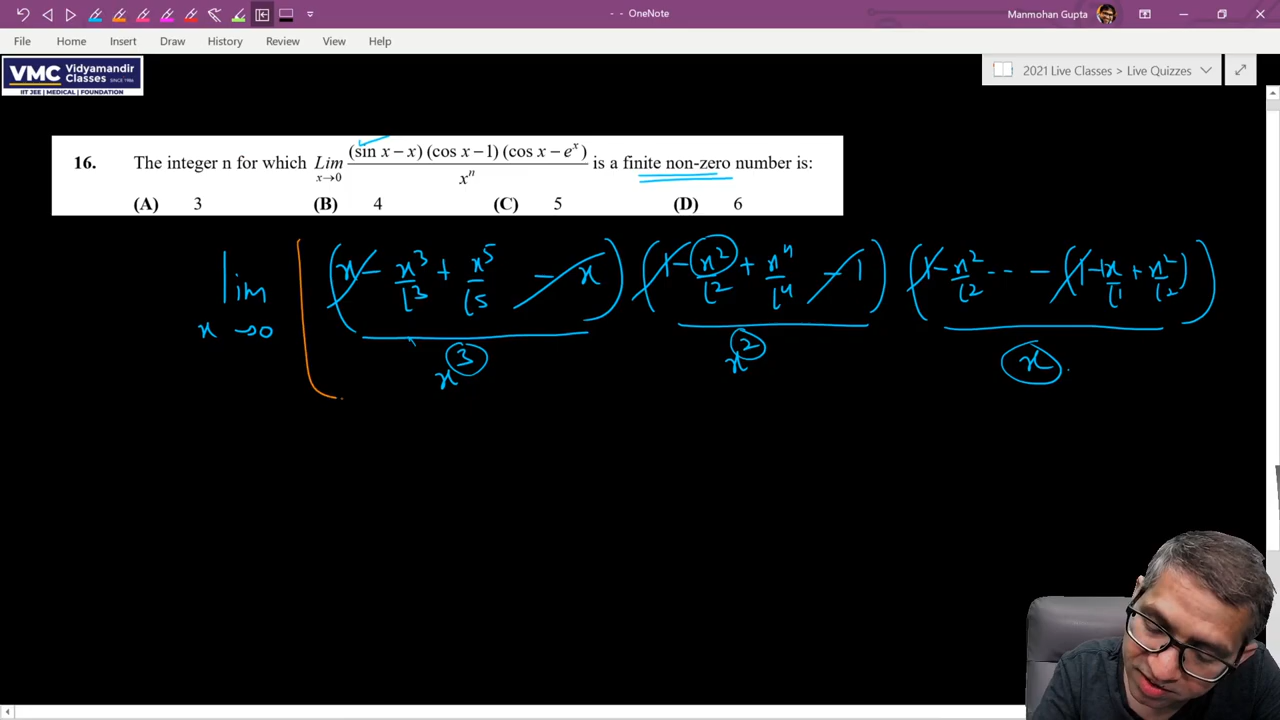 - - OneNote
Manmohan Gupta
File Home Insert Draw History Review View Help
VMC Vidyamandir Classes SINCE 1986
IIT JEE | MEDICAL | FOUNDATION
2021 Live Classes > Live Quizzes
16. The integer n for which Lim x→0 (sin x − x) (cos x − 1) (cos x − e^x) / x^n is a finite non-zero number is:
(A) 3 (B) 4 (C) 5 (D) 6
lim x→0 ( (x − x³/⌊3 + x⁵/⌊5 − x) / x³ (1 − x²/⌊2 + x⁴/⌊4 − 1) / x² (1 − x²/⌊2 ... − (1 + x/⌊1 + x²/⌊2)) / x